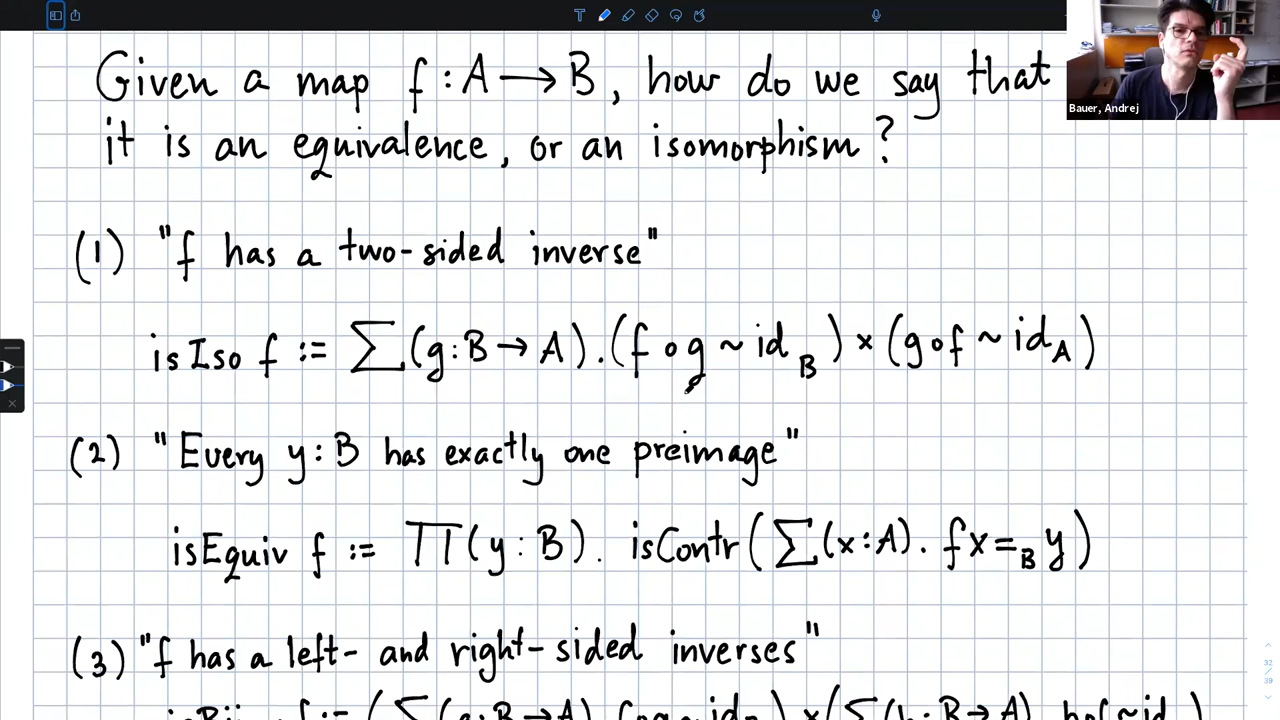 Given a map f : A → B, how do we say that
Bauer, Andrej
it is an equivalence, or an isomorphism?
(1) "f has a two-sided inverse"
isIso f := ∑(g : B → A). (f ∘ g ~ id_B) × (g ∘ f ~ id_A)
(2) "Every y : B has exactly one preimage"
isEquiv f := ∏(y : B). isContr(∑(x : A). f x =_B y)
32
/
39
(3) "f has a left- and right-sided inverses"